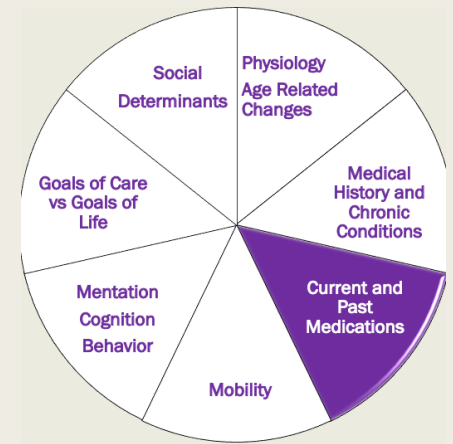 Physiology
Age Related
Changes
Medical
History and
Chronic
Conditions
Current and
Past
Medications
Mobility
Mentation
Cognition
Behavior
Goals of Care
vs Goals of
Life
Social
Determinants